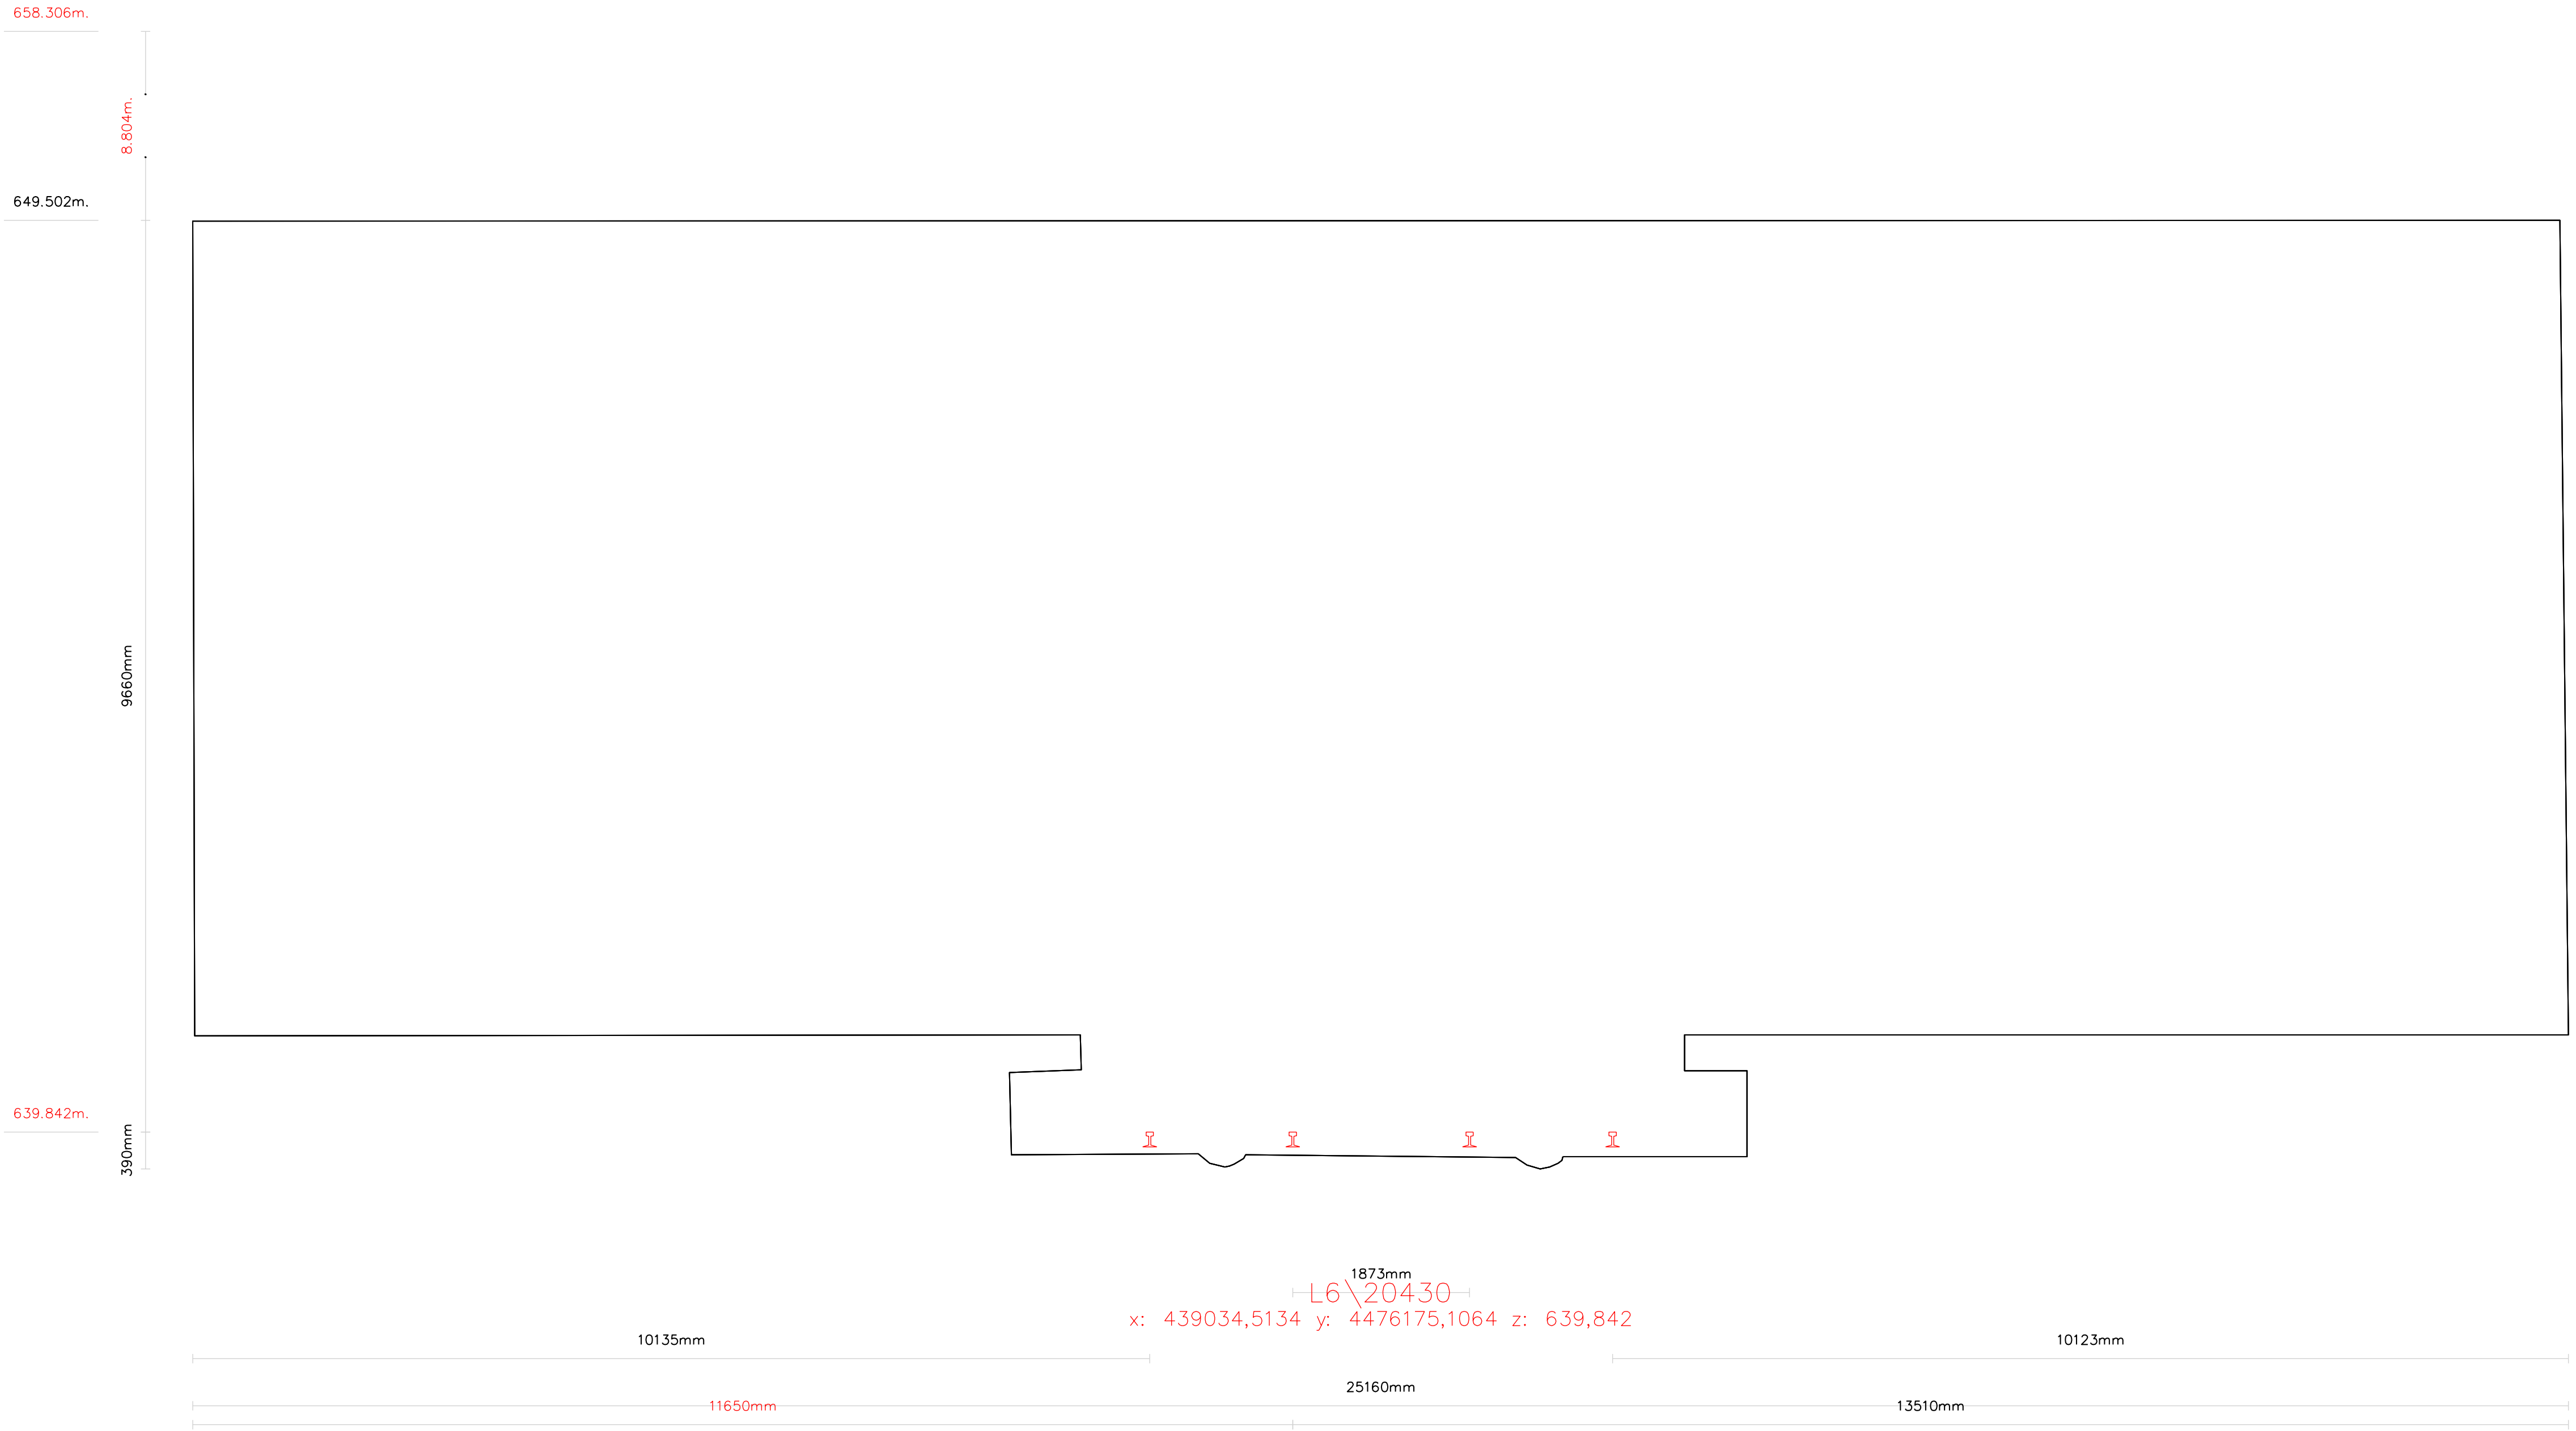 658.306m.
8.804m.
649.502m.
9660mm
639.842m.
390mm
1873mm
L6\20430
x: 439034,5134 y: 4476175,1064 z: 639,842
10135mm
10123mm
25160mm
11650mm
13510mm